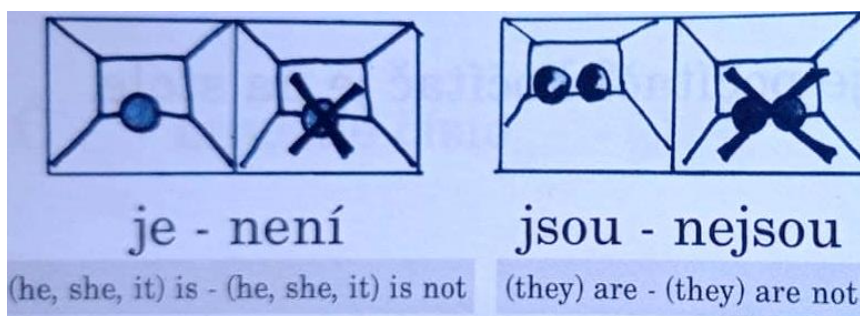 je - není
(he, she, it) is - (he, she, it) is not
jsou - nejsou
(they) are - (they) are not